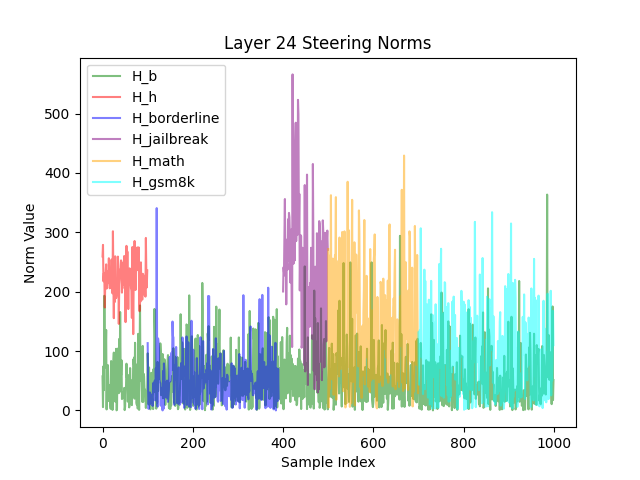 Layer 24 Steering Norms
H_b
H_h
H_borderline
H_jailbreak
H_math
H_gsm8k
Norm Value
500
400
300
200
100
0
0
200
400
600
800
1000
Sample Index